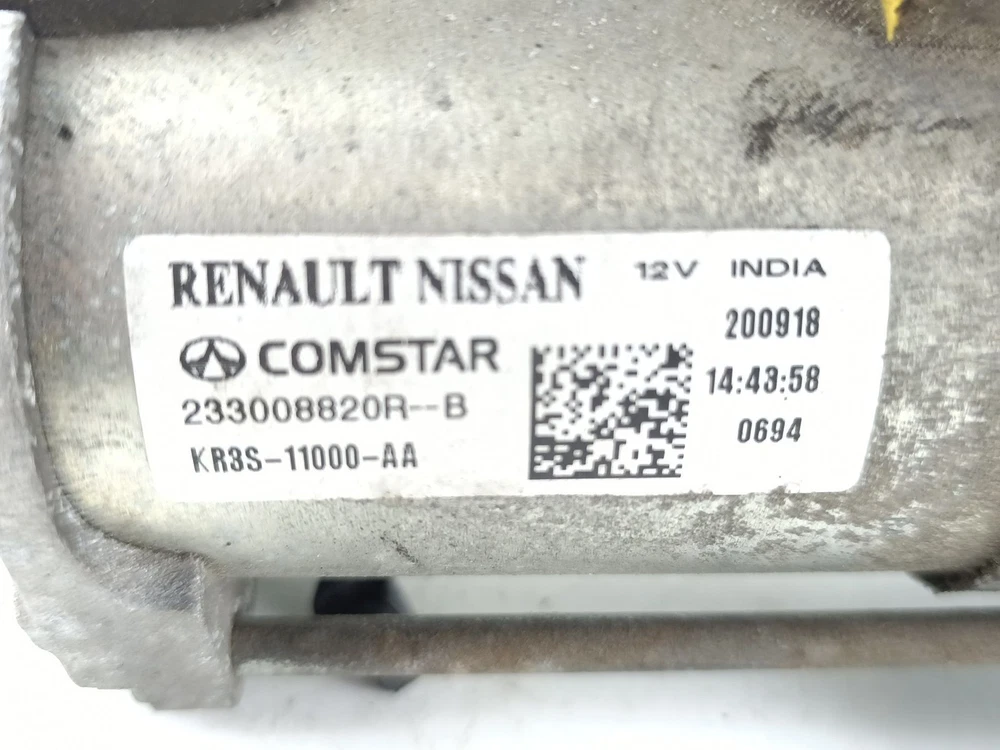 RENAULT NISSAN 12V INDIA
COMSTAR 200918
233008820R--B 14:43:58
KR3S-11000-AA 0694